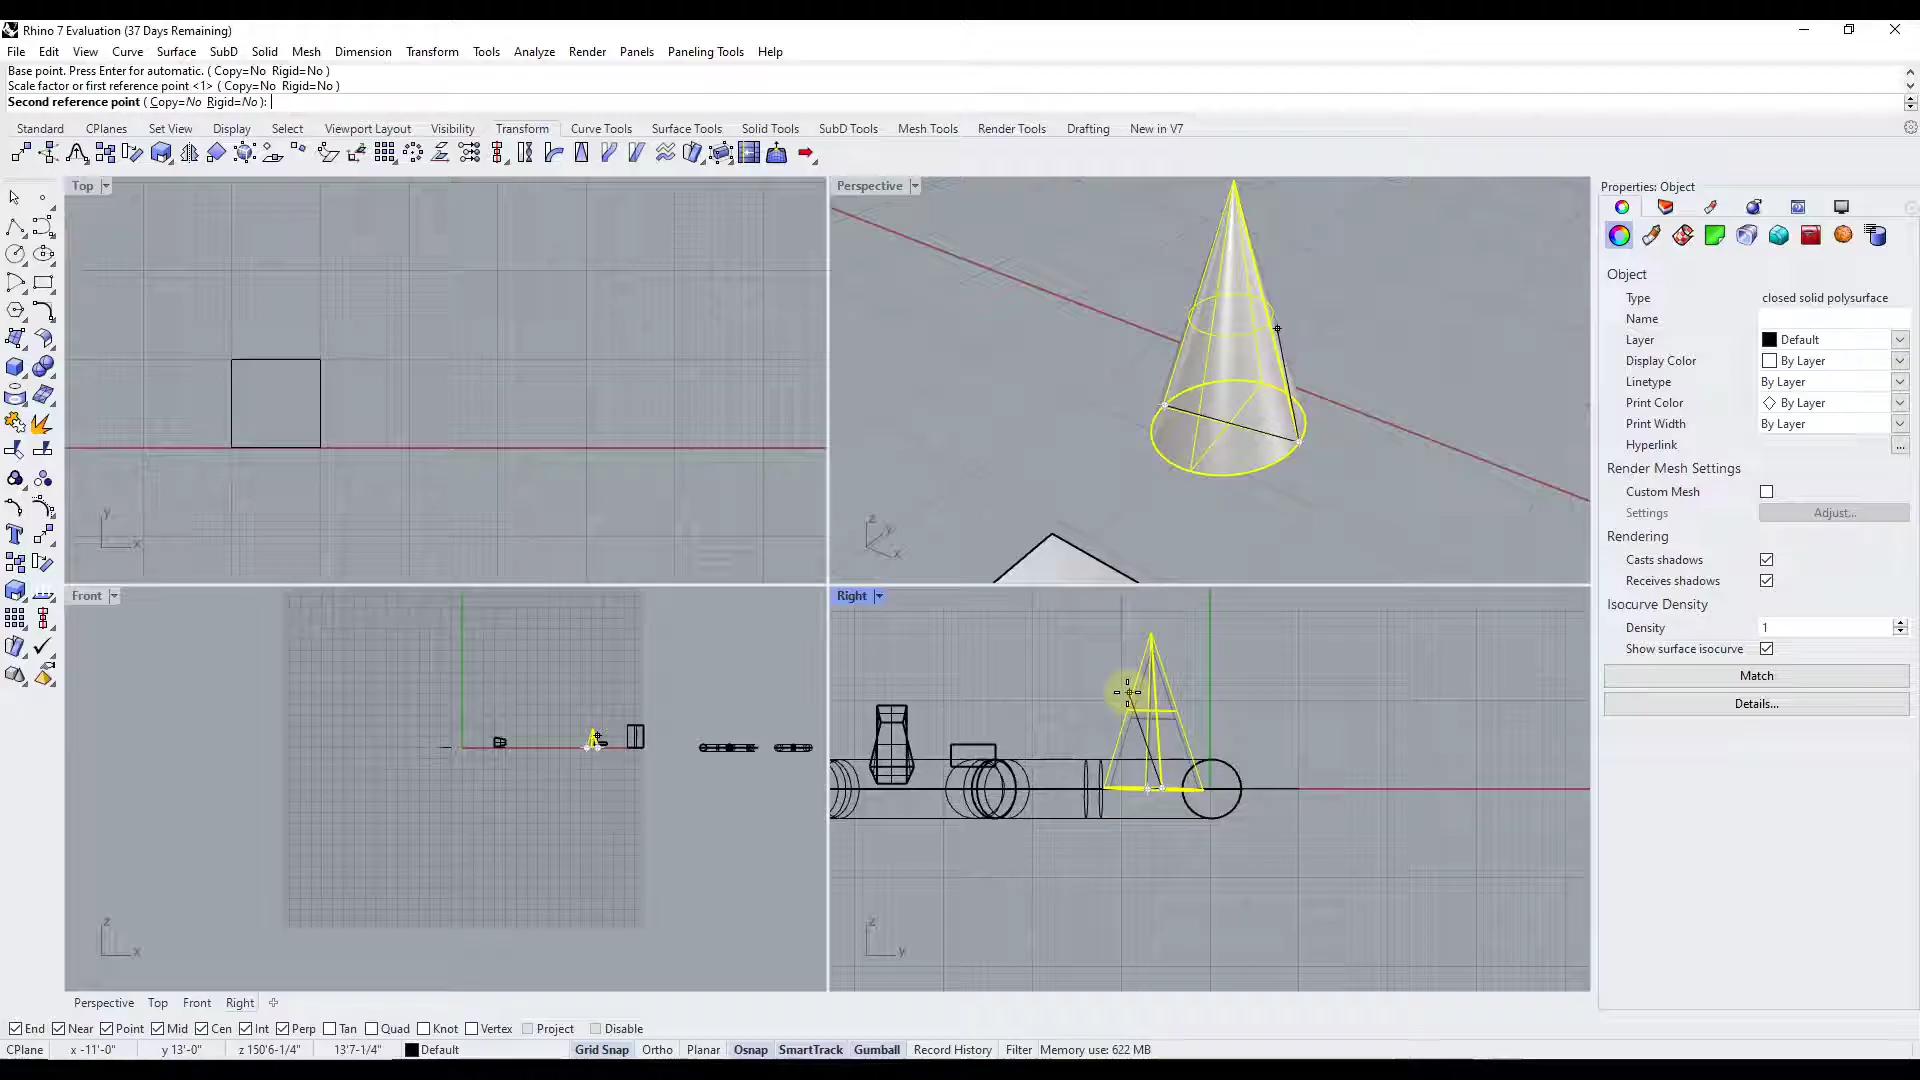 Rhino 7 Evaluation (37 Days Remaining)
File Edit View Curve Surface SubD Solid Mesh Dimension Transform Tools Analyze Render Panels Paneling Tools Help
Base point. Press Enter for automatic. ( Copy=No Rigid=No )
Scale factor or first reference point <1> ( Copy=No Rigid=No )
Second reference point ( Copy=No Rigid=No ):
Standard CPlanes Set View Display Select Viewport Layout Visibility Transform Curve Tools Surface Tools Solid Tools SubD Tools Mesh Tools Render Tools Drafting New in V7
Top
Perspective
Properties: Object
Object
Type closed solid polysurface
Name
Layer Default
Display Color By Layer
Linetype By Layer
Print Color By Layer
Print Width By Layer
Hyperlink ...
Render Mesh Settings
Custom Mesh
Settings Adjust...
Rendering
Casts shadows
Receives shadows
Isocurve Density
Density 1
Show surface isocurve
Match
Details...
y
x
z
y
x
Front
Right
z
x
z
y
Perspective Top Front Right
End Near Point Mid Cen Int Perp Tan Quad Knot Vertex Project Disable
CPlane x -11'-0" y 13'-0" z 150'6-1/4" 13'7-1/4" Default Grid Snap Ortho Planar Osnap SmartTrack Gumball Record History Filter Memory use: 622 MB